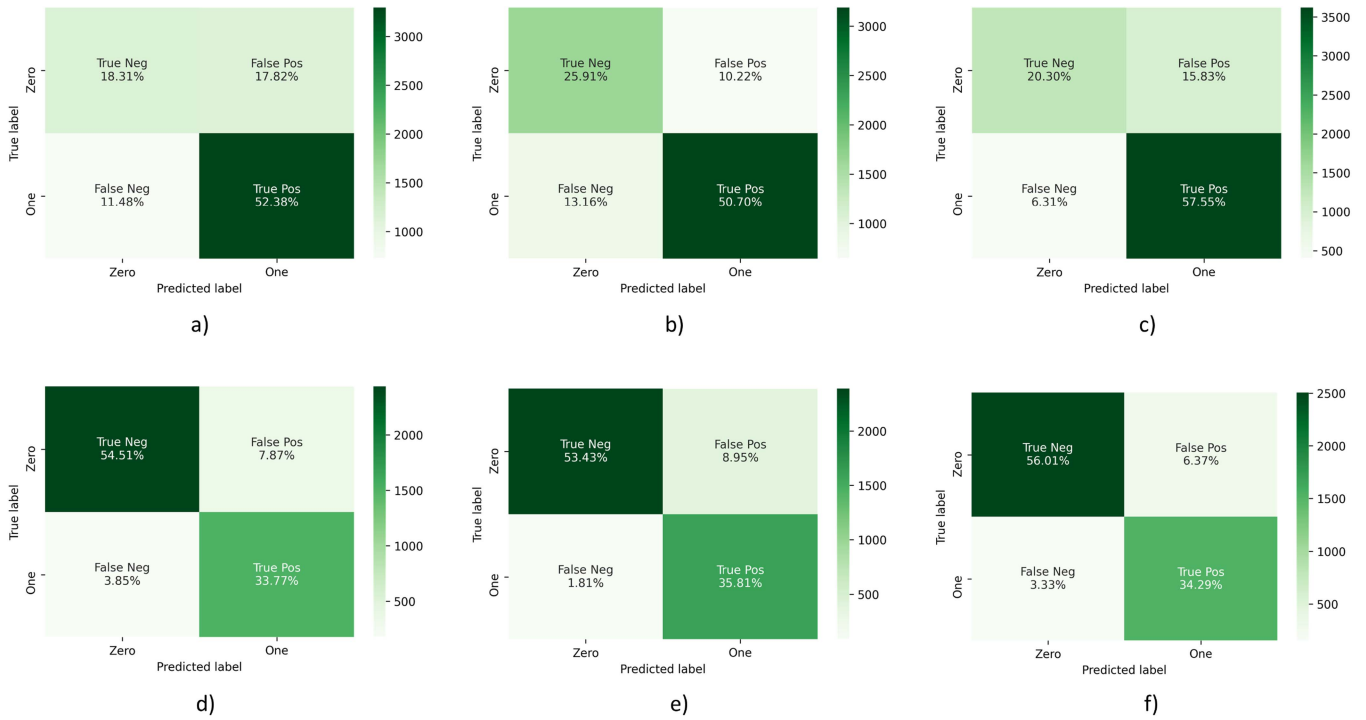 True Neg
18.31%
False Pos
17.82%
False Neg
11.48%
True Pos
52.38%
Zero
One
True label
Zero
One
Predicted label
3000
2500
2000
1500
1000
a)
True Neg
25.91%
False Pos
10.22%
False Neg
13.16%
True Pos
50.70%
Zero
One
True label
Zero
One
Predicted label
3000
2500
2000
1500
1000
b)
True Neg
20.30%
False Pos
15.83%
False Neg
6.31%
True Pos
57.55%
Zero
One
True label
Zero
One
Predicted label
3500
3000
2500
2000
1500
1000
500
c)
True Neg
54.51%
False Pos
7.87%
False Neg
3.85%
True Pos
33.77%
Zero
One
True label
Zero
One
Predicted label
2000
1500
1000
500
d)
True Neg
53.43%
False Pos
8.95%
False Neg
1.81%
True Pos
35.81%
Zero
One
True label
Zero
One
Predicted label
2000
1500
1000
500
e)
True Neg
56.01%
False Pos
6.37%
False Neg
3.33%
True Pos
34.29%
Zero
One
True label
Zero
One
Predicted label
2500
2000
1500
1000
500
f)